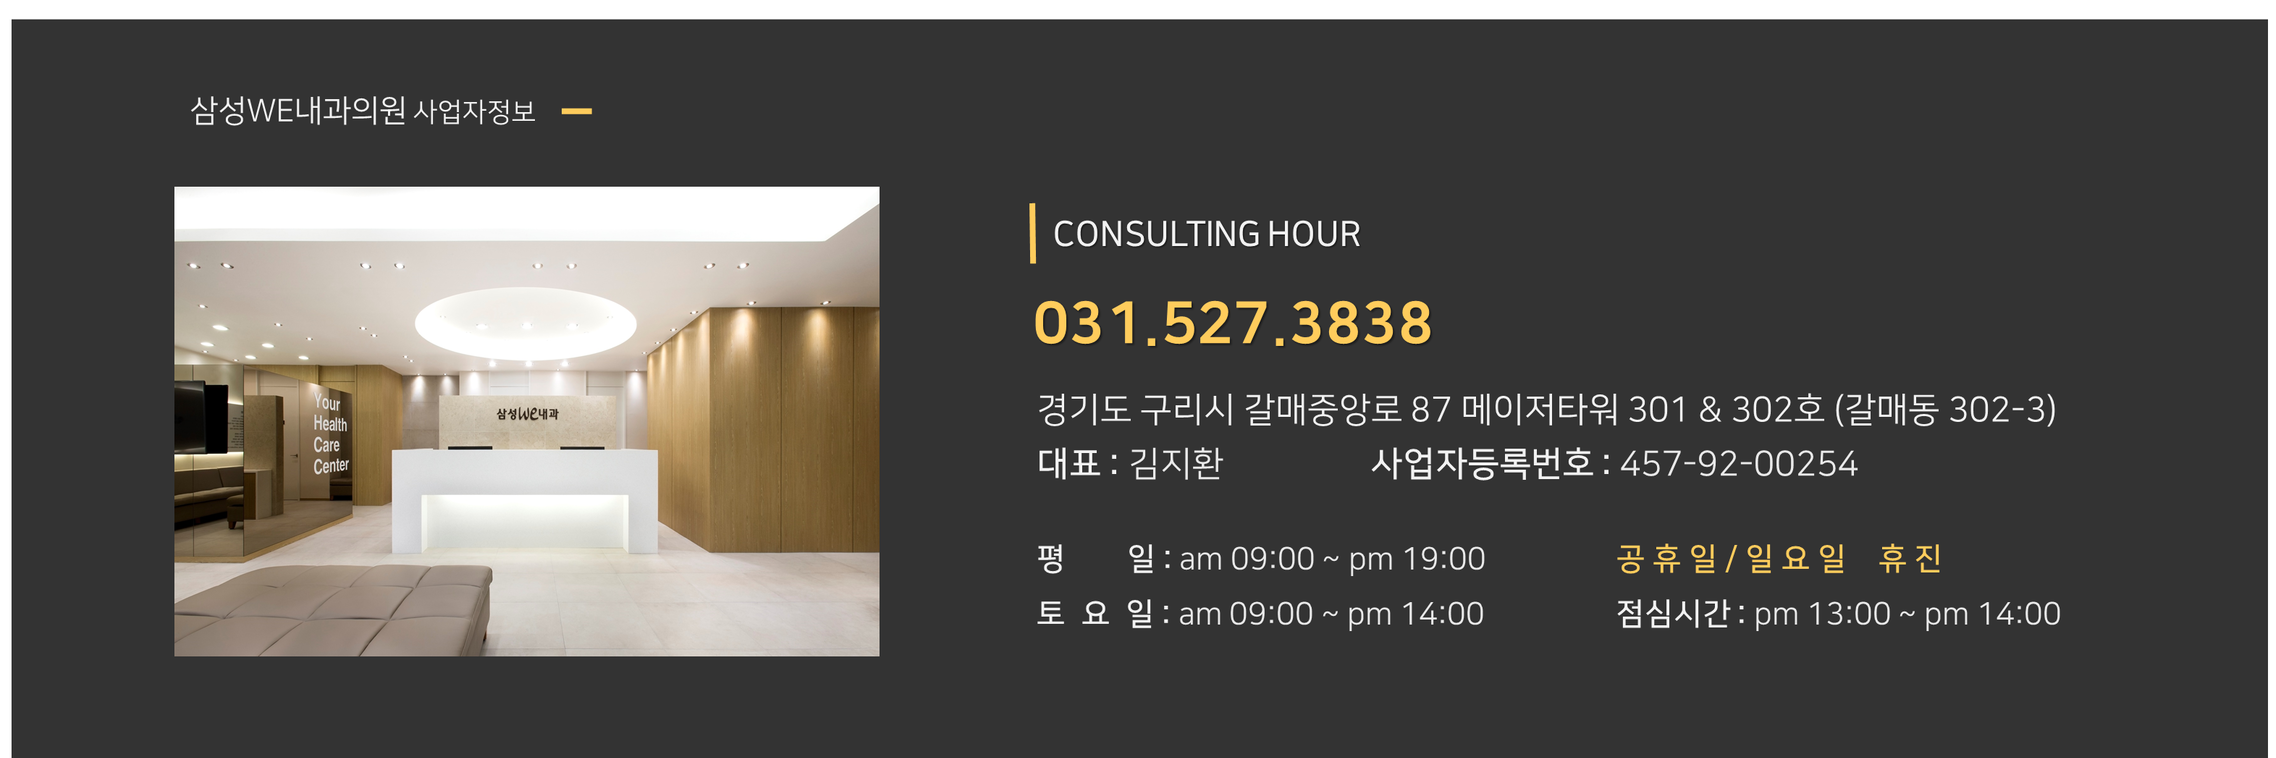 삼성WE내과의원 사업자정보
삼성we내과
Your
Health
Care
Center
CONSULTING HOUR
031.527.3838
경기도 구리시 갈매중앙로 87 메이저타워 301 & 302호 (갈매동 302-3)
대표 : 김지환 사업자등록번호 : 457-92-00254
평 일 : am 09:00 ~ pm 19:00 공휴일/일요일 휴진
토 요 일 : am 09:00 ~ pm 14:00 점심시간 : pm 13:00 ~ pm 14:00